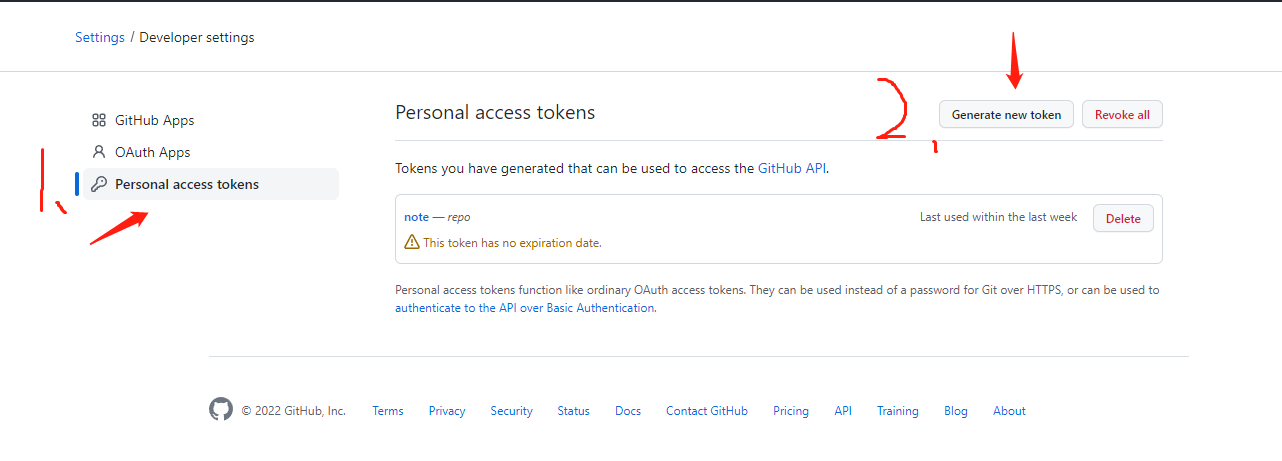 Settings / Developer settings
GitHub Apps
OAuth Apps
Personal access tokens
1.
Personal access tokens
2.
Generate new token
Revoke all
Tokens you have generated that can be used to access the GitHub API.
note — repo
Last used within the last week
Delete
This token has no expiration date.
Personal access tokens function like ordinary OAuth access tokens. They can be used instead of a password for Git over HTTPS, or can be used to
authenticate to the API over Basic Authentication.
© 2022 GitHub, Inc. Terms Privacy Security Status Docs Contact GitHub Pricing API Training Blog About